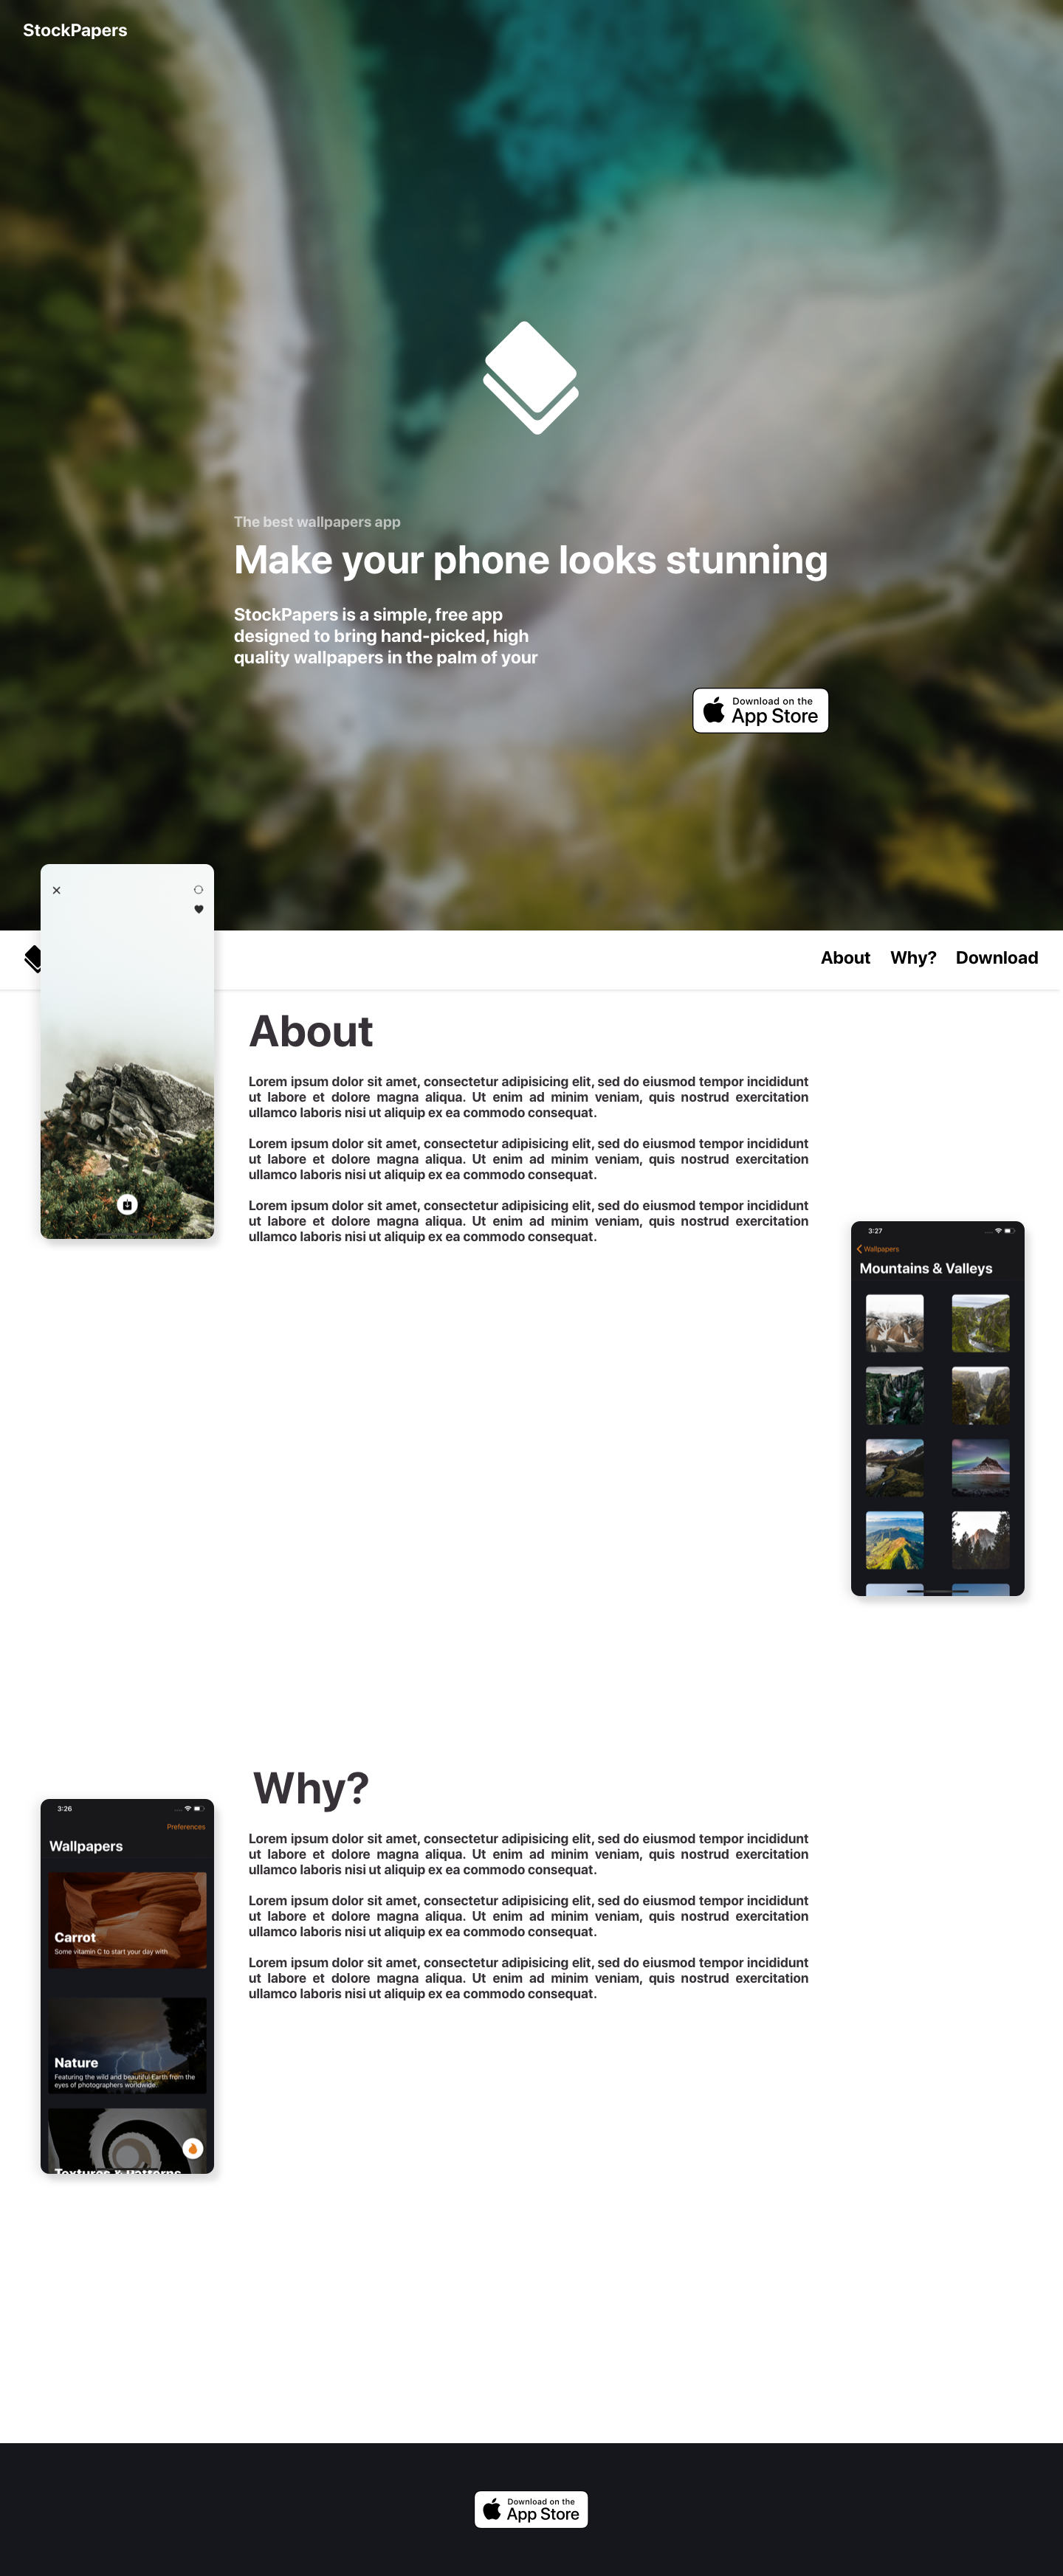 StockPapers
The best wallpapers app
Make your phone looks stunning
StockPapers is a simple, free app
designed to bring hand-picked, high
quality wallpapers in the palm of your
Download on the
App Store
About Why? Download
About
Lorem ipsum dolor sit amet, consectetur adipisicing elit, sed do eiusmod tempor incididunt
ut labore et dolore magna aliqua. Ut enim ad minim veniam, quis nostrud exercitation
ullamco laboris nisi ut aliquip ex ea commodo consequat.
Lorem ipsum dolor sit amet, consectetur adipisicing elit, sed do eiusmod tempor incididunt
ut labore et dolore magna aliqua. Ut enim ad minim veniam, quis nostrud exercitation
ullamco laboris nisi ut aliquip ex ea commodo consequat.
Lorem ipsum dolor sit amet, consectetur adipisicing elit, sed do eiusmod tempor incididunt
ut labore et dolore magna aliqua. Ut enim ad minim veniam, quis nostrud exercitation
ullamco laboris nisi ut aliquip ex ea commodo consequat.
3:27
Wallpapers
Mountains & Valleys
Why?
Lorem ipsum dolor sit amet, consectetur adipisicing elit, sed do eiusmod tempor incididunt
ut labore et dolore magna aliqua. Ut enim ad minim veniam, quis nostrud exercitation
ullamco laboris nisi ut aliquip ex ea commodo consequat.
Lorem ipsum dolor sit amet, consectetur adipisicing elit, sed do eiusmod tempor incididunt
ut labore et dolore magna aliqua. Ut enim ad minim veniam, quis nostrud exercitation
ullamco laboris nisi ut aliquip ex ea commodo consequat.
Lorem ipsum dolor sit amet, consectetur adipisicing elit, sed do eiusmod tempor incididunt
ut labore et dolore magna aliqua. Ut enim ad minim veniam, quis nostrud exercitation
ullamco laboris nisi ut aliquip ex ea commodo consequat.
3:26
Preferences
Wallpapers
Carrot
Some vitamin C to start your day with
Nature
Featuring the wild and beautiful Earth from the
eyes of photographers worldwide.
Textures & Patterns
Download on the
App Store